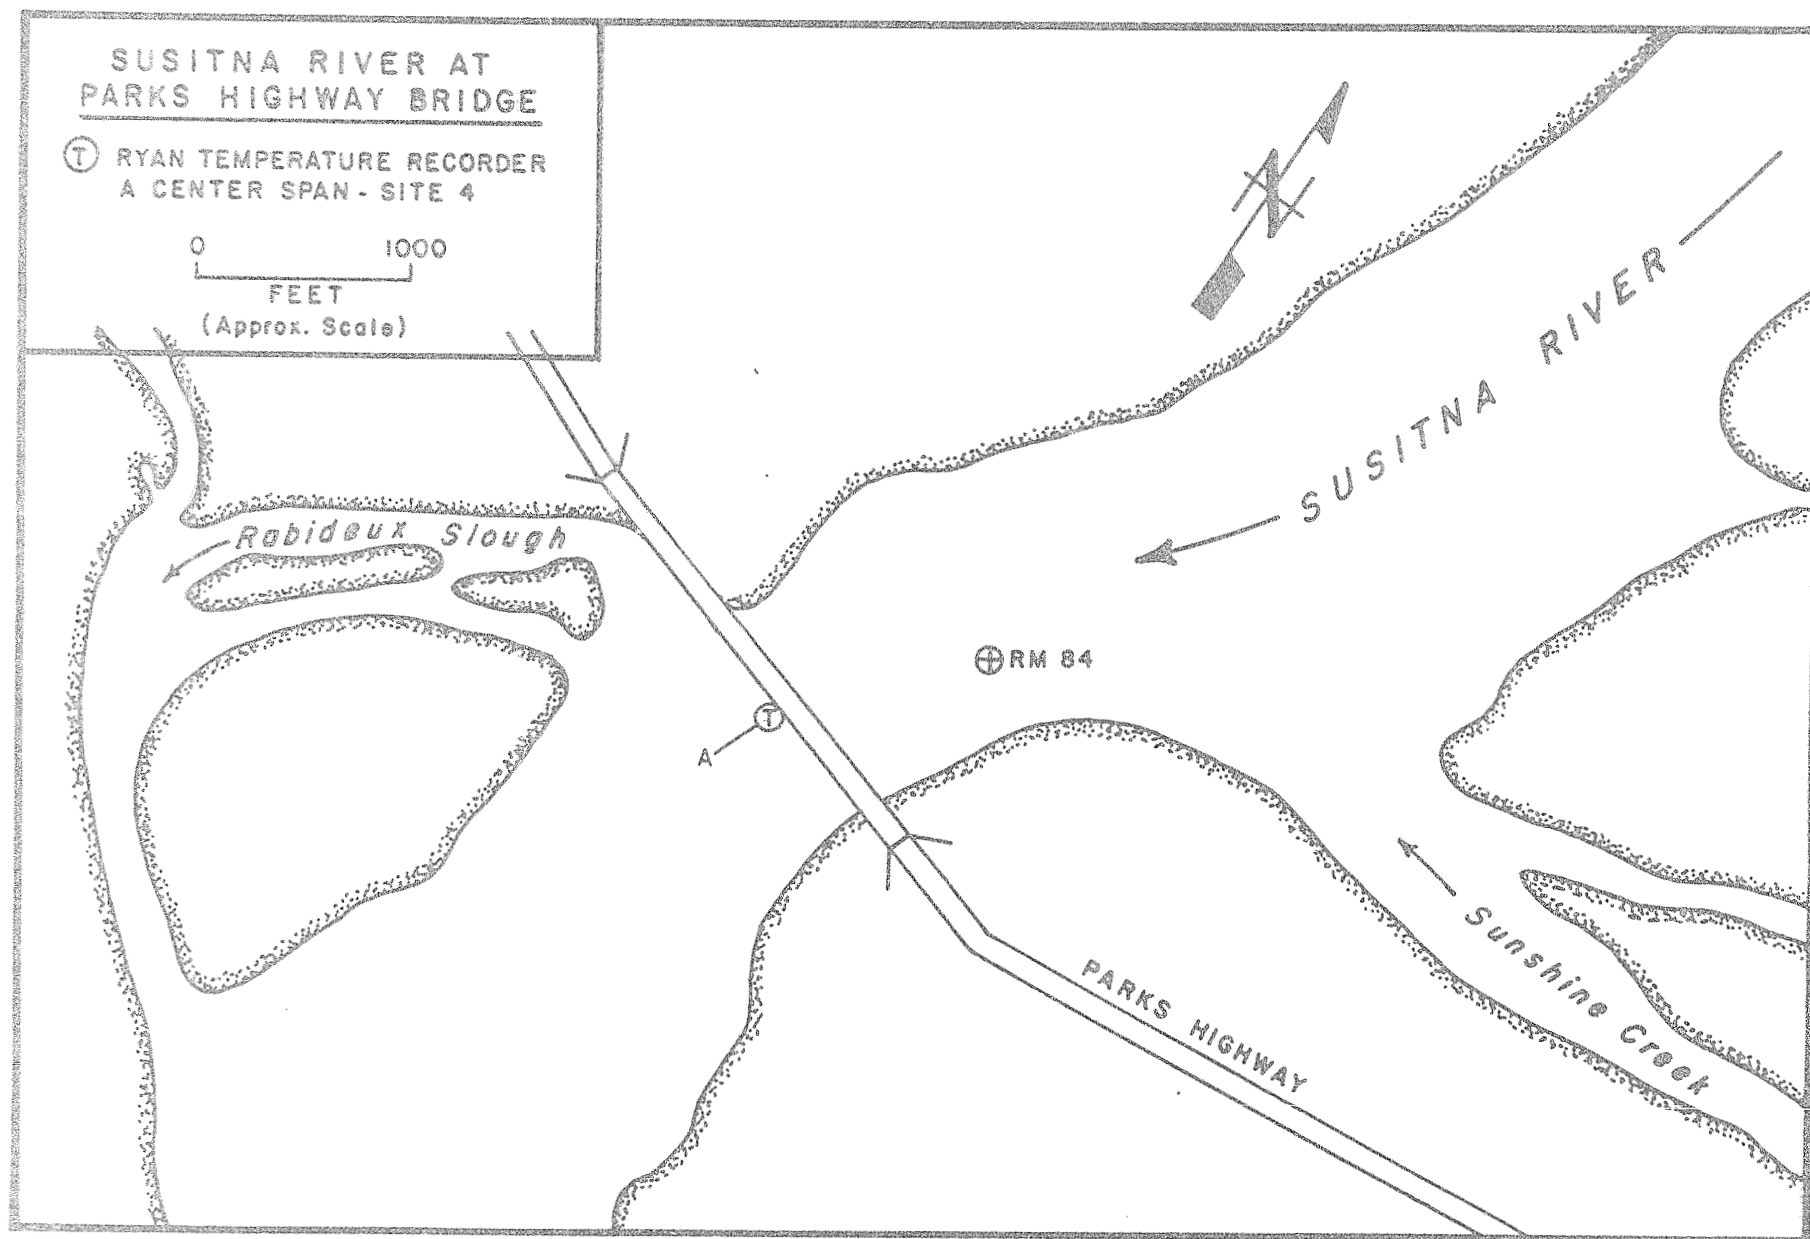 SUSITNA RIVER AT
PARKS HIGHWAY BRIDGE
T RYAN TEMPERATURE RECORDER
A CENTER SPAN - SITE 4
0 1000
FEET
(Approx. Scale)
N
SUSITNA RIVER
Rabideux Slough
RM 84
T
A
Sunshine Creek
PARKS HIGHWAY